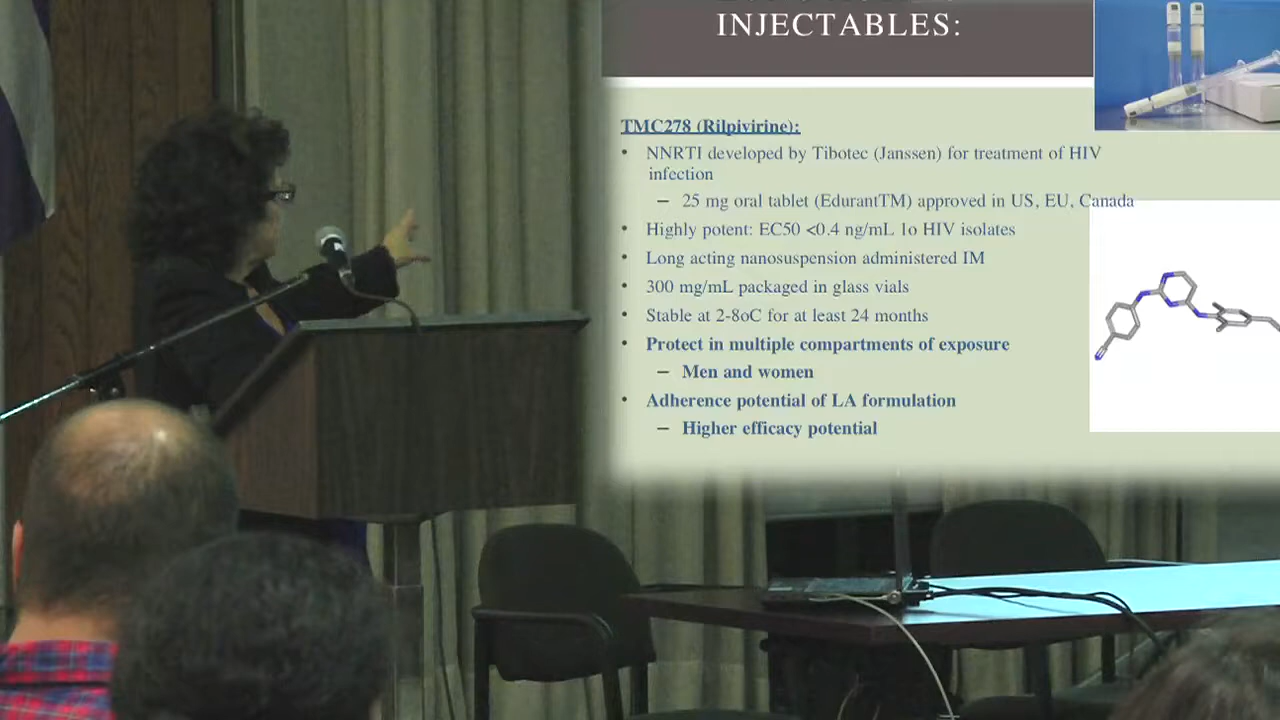 INJECTABLES:
TMC278 (Rilpivirine):
• NNRTI developed by Tibotec (Janssen) for treatment of HIV
infection
– 25 mg oral tablet (EdurantTM) approved in US, EU, Canada
• Highly potent: EC50 <0.4 ng/mL 1o HIV isolates
• Long acting nanosuspension administered IM
• 300 mg/mL packaged in glass vials
• Stable at 2-8oC for at least 24 months
• Protect in multiple compartments of exposure
– Men and women
• Adherence potential of LA formulation
– Higher efficacy potential